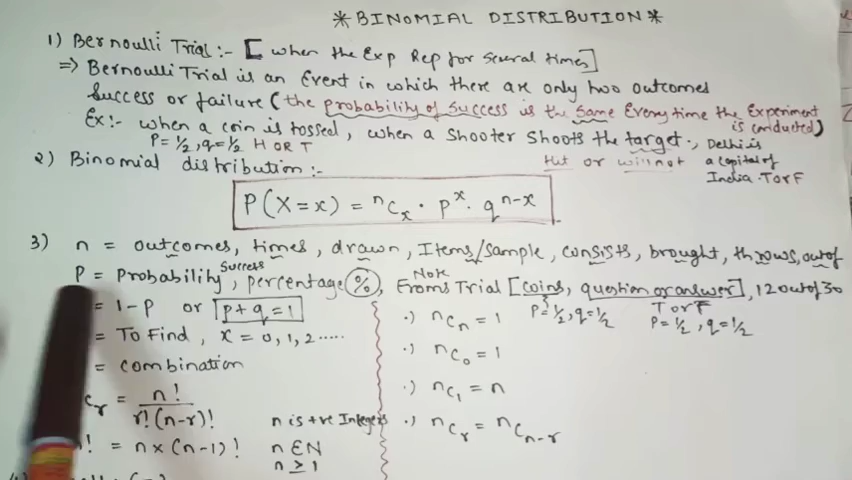 *BINOMIAL DISTRIBUTION*
1) Bernoulli Trial :- [when the Exp Rep for several times]
⇒ Bernoulli Trial is an Event in which there are only two outcomes
Success or failure (the probability of success is the same Everytime the Experiment
is conducted)
Ex:- when a coin is tossed, when a shooter shoots the target., Delhi is
P=1/2, q=1/2 H OR T
Hit or will not
a capital of
India. T or F
2) Binomial distribution :-
P(X=x) = nCx · p^x · q^n-x
3) n = outcomes, times, drawn, Items/sample, consists, brought, throws, out of
P = Probability success, percentage (%), Note From Trial [coins, question or answer], 12 out of 30
= 1-P or p+q=1
P=1/2, q=1/2
T or F
P=1/2, q=1/2
= To Find, x = 0,1,2.....
= combination
Cr = n!/r!(n-r)!
n is +ve Integers
! = n×(n-1)! n∈N
n≥1
·) nCn = 1
·) nC0 = 1
·) nC1 = n
·) nCr = nCn-r